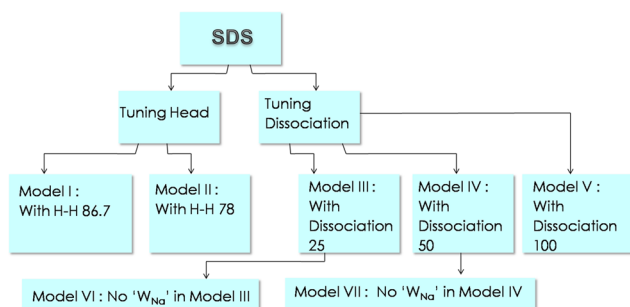 SDS
Tuning Head
Tuning
Dissociation
Model I :
With H-H 86.7
Model II :
With H-H 78
Model III :
With
Dissociation
25
Model IV :
With
Dissociation
50
Model V :
With
Dissociation
100
Model VI : No 'W_Na' in Model III
Model VII : No 'W_Na' in Model IV